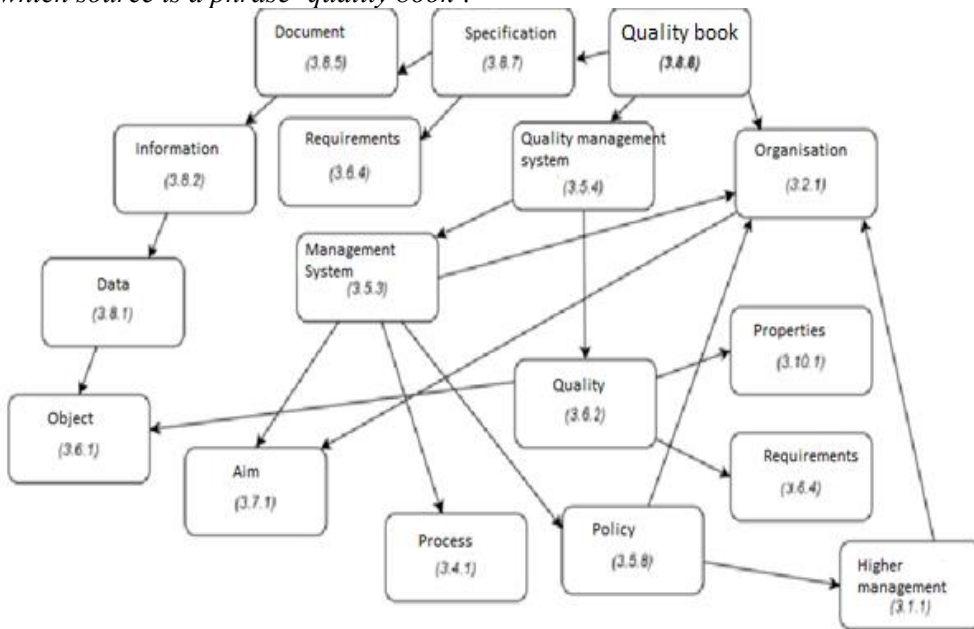 which source is a phrase "quality book".
Document
(3.8.5)
Specification
(3.8.7)
Quality book
(3.8.8)
Information
(3.8.2)
Requirements
(3.6.4)
Quality management
system
(3.5.4)
Organisation
(3.2.1)
Management
System
(3.5.3)
Data
(3.8.1)
Properties
(3.10.1)
Quality
(3.6.2)
Object
(3.6.1)
Aim
(3.7.1)
Requirements
(3.6.4)
Process
(3.4.1)
Policy
(3.5.8)
Higher
management
(3.1.1)